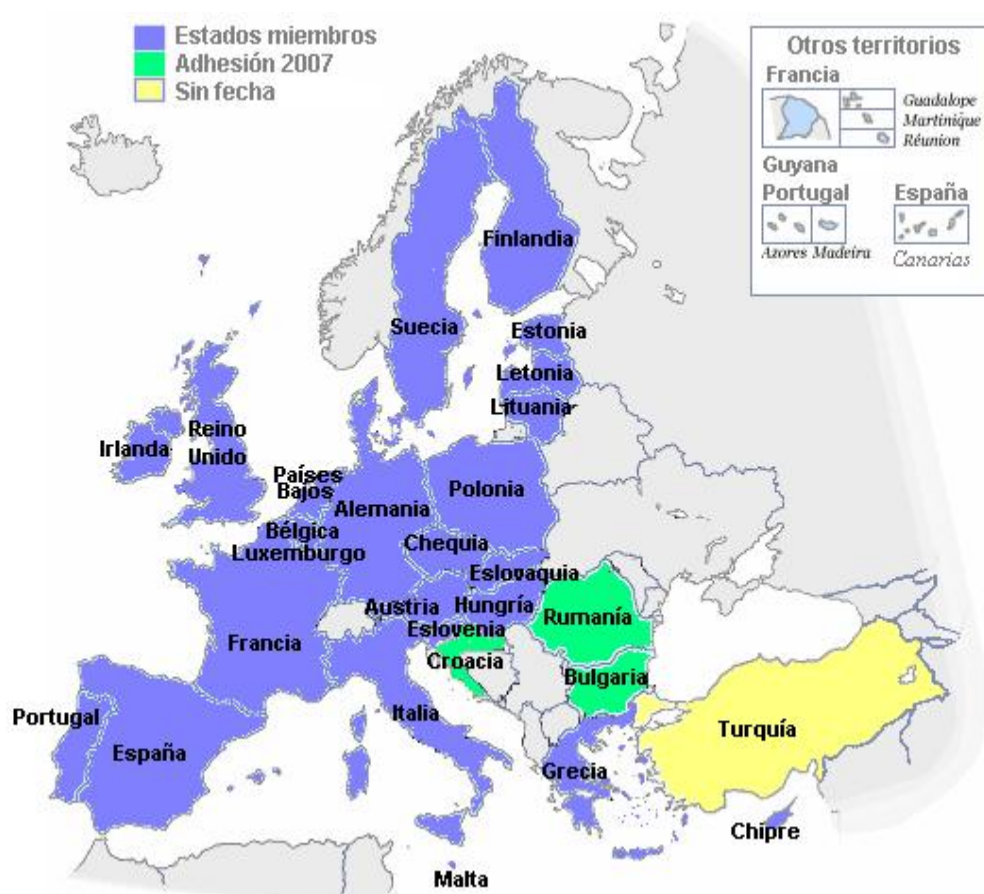 Estados miembros
Adhesión 2007
Sin fecha
Otros territorios
Francia
Guadalope
Martinique
Réunion
Guyana
Portugal
España
Azores Madeira
Canarias
Finlandia
Suecia
Estonia
Letonia
Lituania
Irlanda
Reino
Unido
Países
Bajos
Alemania
Polonia
Bélgica
Luxemburgo
Chequia
Eslovaquia
Austria
Hungría
Eslovenia
Rumanía
Francia
Croacia
Bulgaria
Portugal
España
Italia
Turquía
Grecia
Chipre
Malta